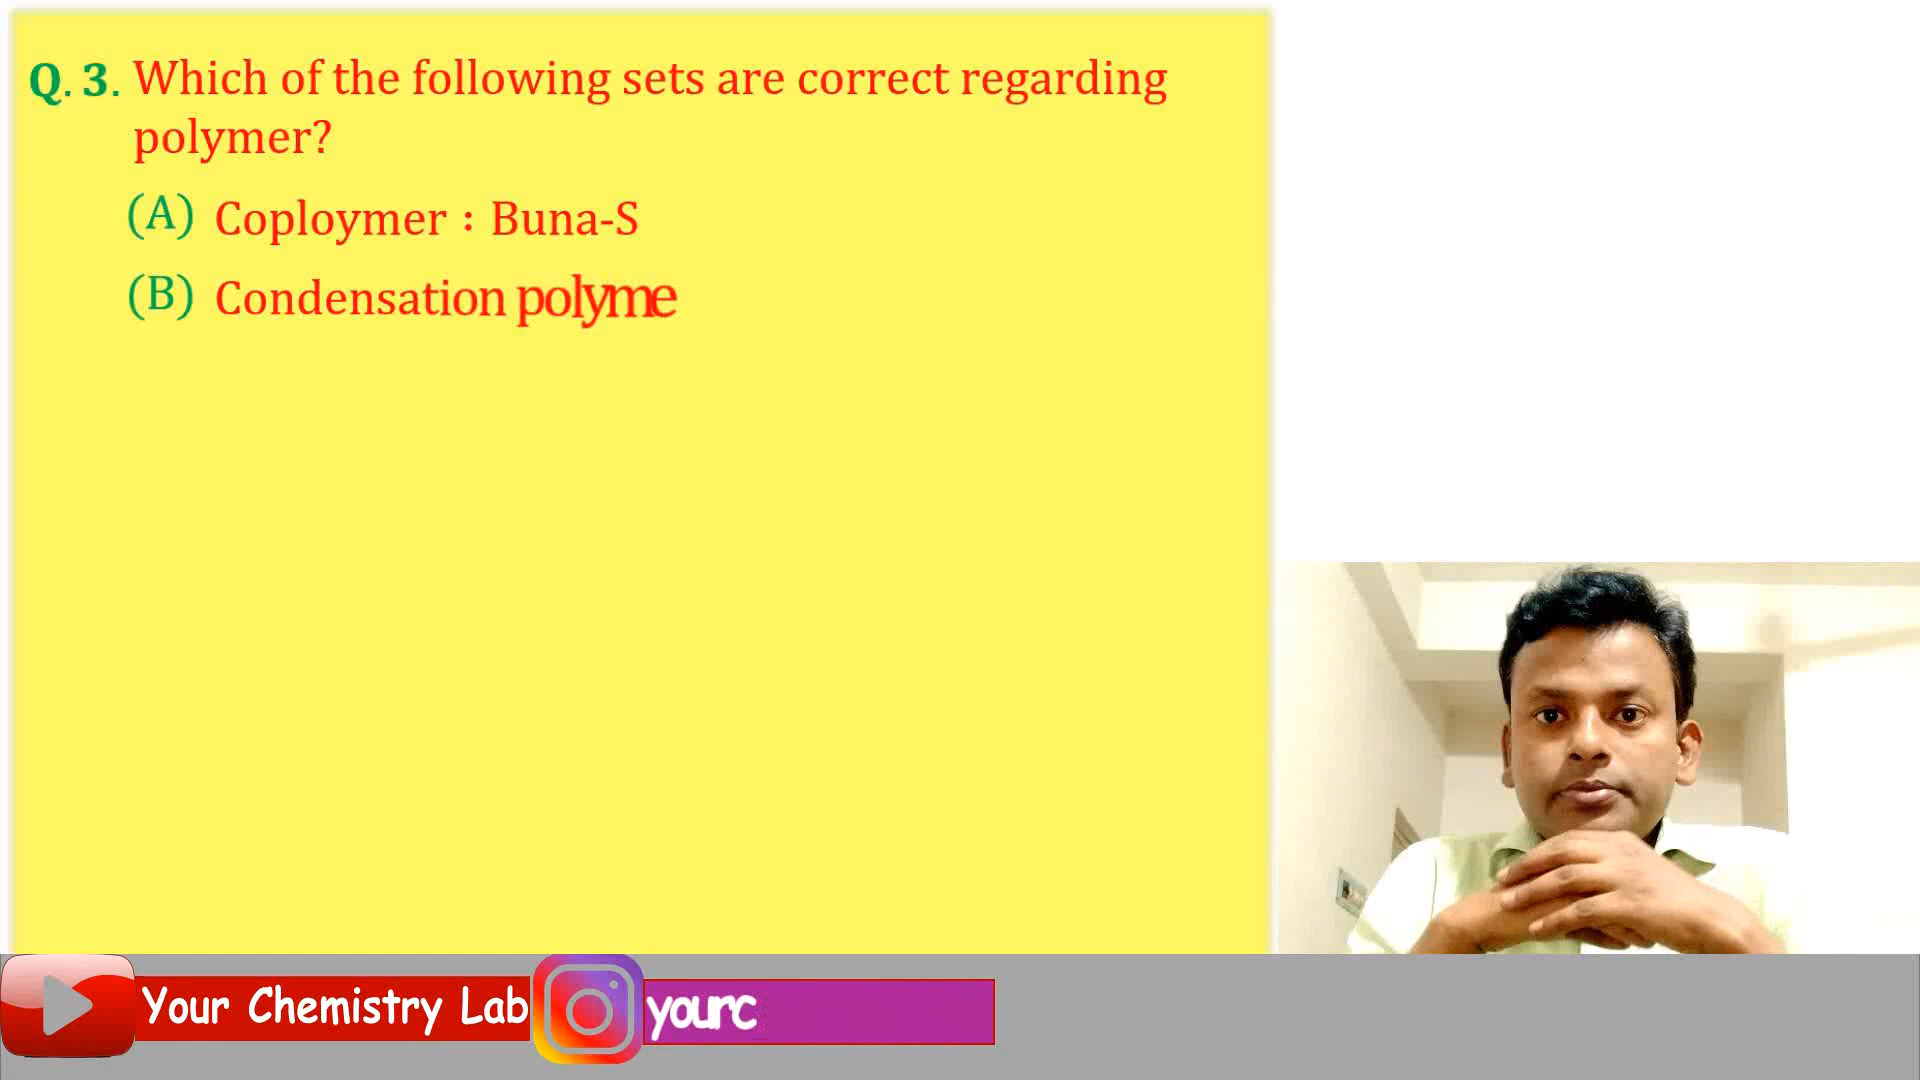 Q. 3. Which of the following sets are correct regarding
polymer?
(A) Coploymer : Buna-S
(B) Condensation polyme
Your Chemistry Lab
yourc